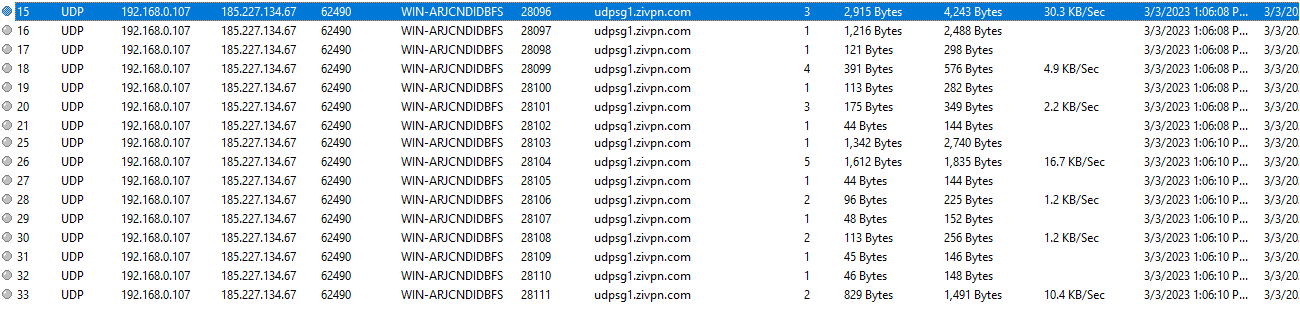 15 UDP 192.168.0.107 185.227.134.67 62490 WIN-ARJCNDIDBFS 28096 udpsg1.zivpn.com 3 2,915 Bytes 4,243 Bytes 30.3 KB/Sec 3/3/2023 1:06:08 P... 3/3/20
16 UDP 192.168.0.107 185.227.134.67 62490 WIN-ARJCNDIDBFS 28097 udpsg1.zivpn.com 1 1,216 Bytes 2,488 Bytes 3/3/2023 1:06:08 P... 3/3/20
17 UDP 192.168.0.107 185.227.134.67 62490 WIN-ARJCNDIDBFS 28098 udpsg1.zivpn.com 1 121 Bytes 298 Bytes 3/3/2023 1:06:08 P... 3/3/20
18 UDP 192.168.0.107 185.227.134.67 62490 WIN-ARJCNDIDBFS 28099 udpsg1.zivpn.com 4 391 Bytes 576 Bytes 4.9 KB/Sec 3/3/2023 1:06:08 P... 3/3/20
19 UDP 192.168.0.107 185.227.134.67 62490 WIN-ARJCNDIDBFS 28100 udpsg1.zivpn.com 1 113 Bytes 282 Bytes 3/3/2023 1:06:08 P... 3/3/20
20 UDP 192.168.0.107 185.227.134.67 62490 WIN-ARJCNDIDBFS 28101 udpsg1.zivpn.com 3 175 Bytes 349 Bytes 2.2 KB/Sec 3/3/2023 1:06:08 P... 3/3/20
21 UDP 192.168.0.107 185.227.134.67 62490 WIN-ARJCNDIDBFS 28102 udpsg1.zivpn.com 1 44 Bytes 144 Bytes 3/3/2023 1:06:08 P... 3/3/20
25 UDP 192.168.0.107 185.227.134.67 62490 WIN-ARJCNDIDBFS 28103 udpsg1.zivpn.com 1 1,342 Bytes 2,740 Bytes 3/3/2023 1:06:10 P... 3/3/20
26 UDP 192.168.0.107 185.227.134.67 62490 WIN-ARJCNDIDBFS 28104 udpsg1.zivpn.com 5 1,612 Bytes 1,835 Bytes 16.7 KB/Sec 3/3/2023 1:06:10 P... 3/3/20
27 UDP 192.168.0.107 185.227.134.67 62490 WIN-ARJCNDIDBFS 28105 udpsg1.zivpn.com 1 44 Bytes 144 Bytes 3/3/2023 1:06:10 P... 3/3/20
28 UDP 192.168.0.107 185.227.134.67 62490 WIN-ARJCNDIDBFS 28106 udpsg1.zivpn.com 2 96 Bytes 225 Bytes 1.2 KB/Sec 3/3/2023 1:06:10 P... 3/3/20
29 UDP 192.168.0.107 185.227.134.67 62490 WIN-ARJCNDIDBFS 28107 udpsg1.zivpn.com 1 48 Bytes 152 Bytes 3/3/2023 1:06:10 P... 3/3/20
30 UDP 192.168.0.107 185.227.134.67 62490 WIN-ARJCNDIDBFS 28108 udpsg1.zivpn.com 2 113 Bytes 256 Bytes 1.2 KB/Sec 3/3/2023 1:06:10 P... 3/3/20
31 UDP 192.168.0.107 185.227.134.67 62490 WIN-ARJCNDIDBFS 28109 udpsg1.zivpn.com 1 45 Bytes 146 Bytes 3/3/2023 1:06:10 P... 3/3/20
32 UDP 192.168.0.107 185.227.134.67 62490 WIN-ARJCNDIDBFS 28110 udpsg1.zivpn.com 1 46 Bytes 148 Bytes 3/3/2023 1:06:10 P... 3/3/20
33 UDP 192.168.0.107 185.227.134.67 62490 WIN-ARJCNDIDBFS 28111 udpsg1.zivpn.com 2 829 Bytes 1,491 Bytes 10.4 KB/Sec 3/3/2023 1:06:10 P... 3/3/20